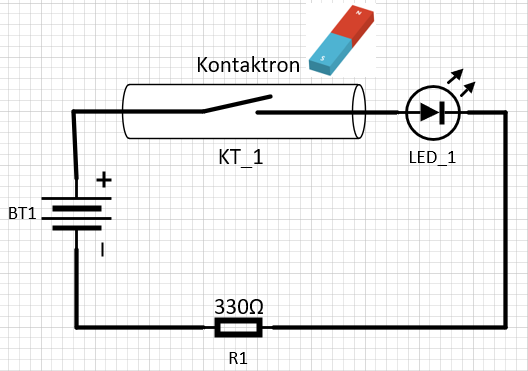 N
S
Kontaktron
KT_1
LED_1
+
BT1
–
330Ω
R1